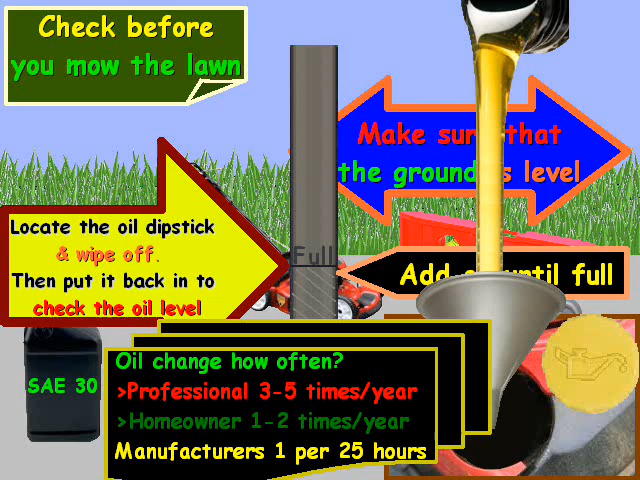 Check before
you mow the lawn
Make sure that
the ground is level
Locate the oil dipstick
& wipe off.
Then put it back in to
check the oil level
Full
Add until full
SAE 30
Oil change how often?
>Professional 3-5 times/year
>Homeowner 1-2 times/year
Manufacturers 1 per 25 hours